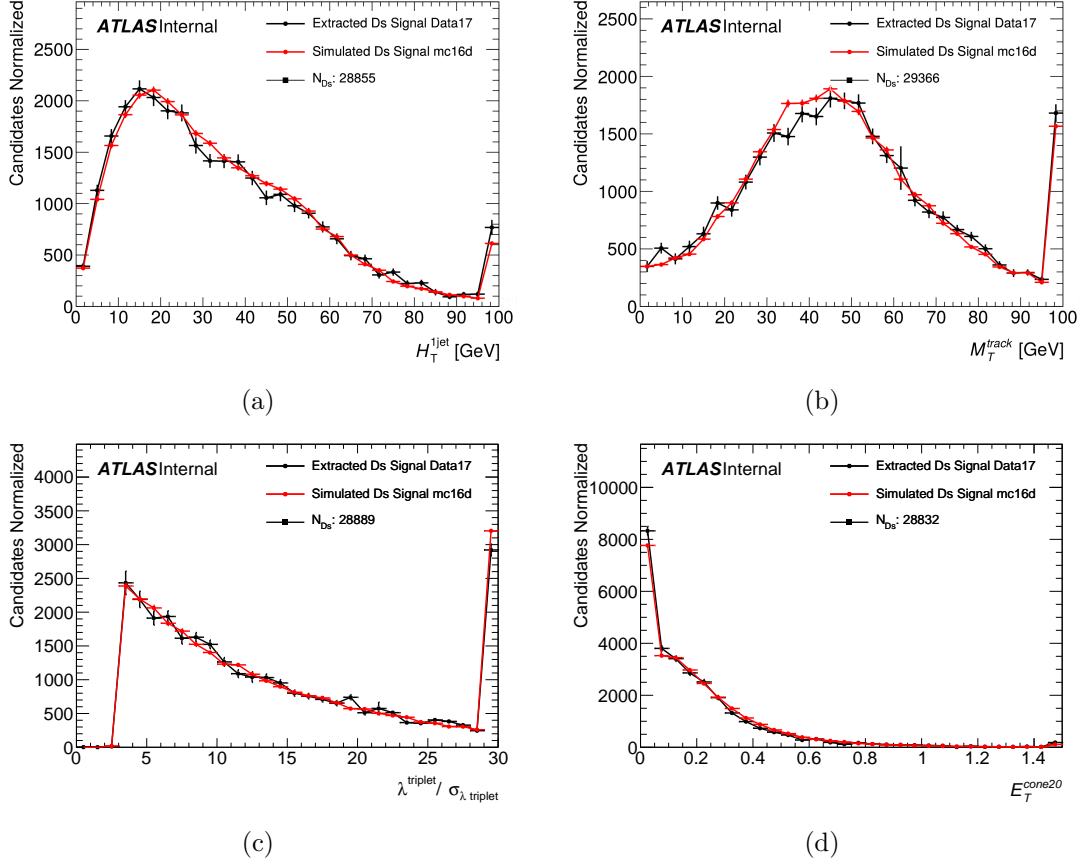 ATLAS Internal
Extracted Ds Signal Data17
Simulated Ds Signal mc16d
N_Ds: 28855
Candidates Normalized
2500
2000
1500
1000
500
0
0 10 20 30 40 50 60 70 80 90 100
H_T^1jet [GeV]
(a)
ATLAS Internal
Extracted Ds Signal Data17
Simulated Ds Signal mc16d
N_Ds: 29366
Candidates Normalized
2500
2000
1500
1000
500
0
0 10 20 30 40 50 60 70 80 90 100
M_T^track [GeV]
(b)
ATLAS Internal
Extracted Ds Signal Data17
Simulated Ds Signal mc16d
N_Ds: 28889
Candidates Normalized
4000
3500
3000
2500
2000
1500
1000
500
0
0 5 10 15 20 25 30
λ^triplet / σ_λ triplet
(c)
ATLAS Internal
Extracted Ds Signal Data17
Simulated Ds Signal mc16d
N_Ds: 28832
Candidates Normalized
10000
8000
6000
4000
2000
0
0 0.2 0.4 0.6 0.8 1 1.2 1.4
E_T^cone20
(d)